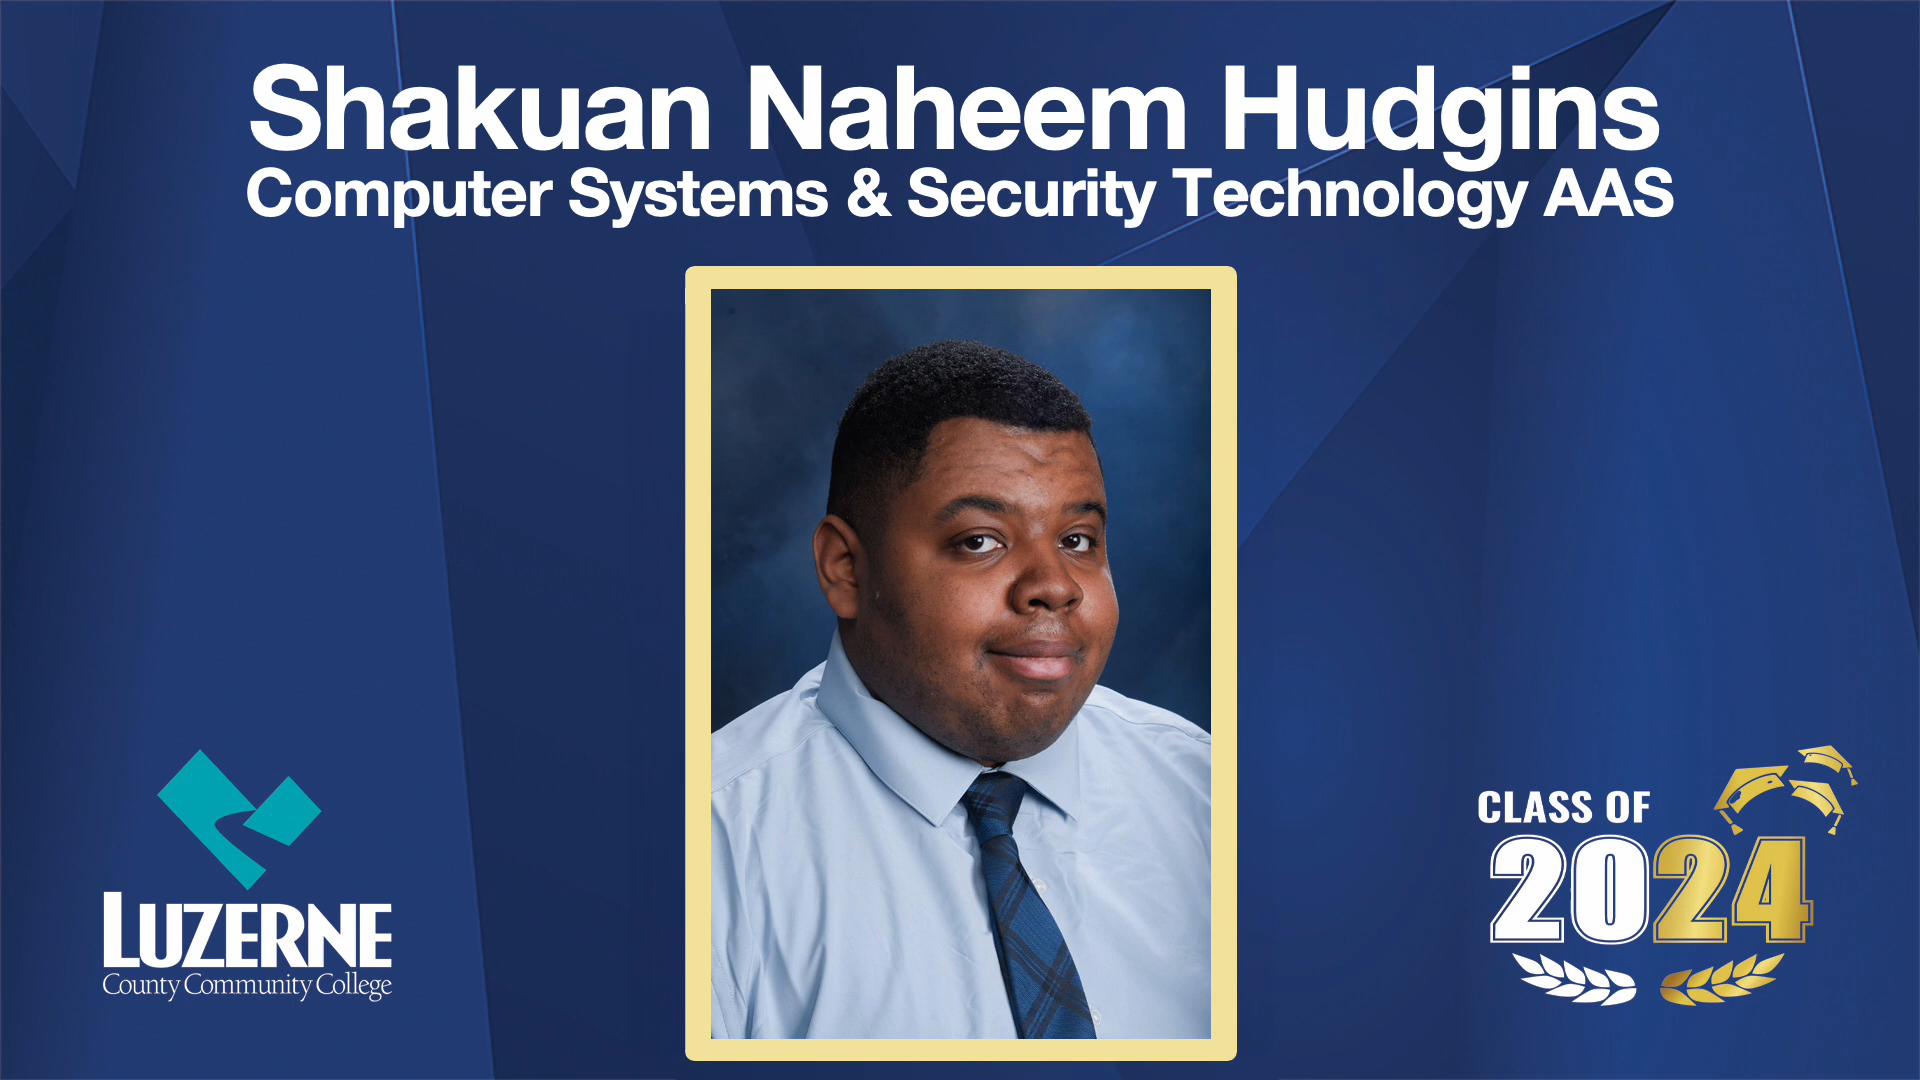 Shakuan Naheem Hudgins
Computer Systems & Security Technology AAS
LUZERNE
County Community College
CLASS OF
2024